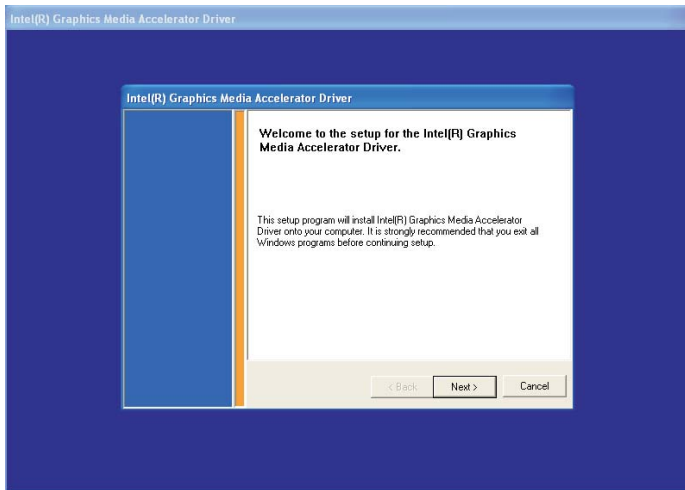 Intel(R) Graphics Media Accelerator Driver
Intel(R) Graphics Media Accelerator Driver
Welcome to the setup for the Intel(R) Graphics
Media Accelerator Driver.
This setup program will install Intel(R) Graphics Media Accelerator
Driver onto your computer. It is strongly recommended that you exit all
Windows programs before continuing setup.
< Back Next > Cancel